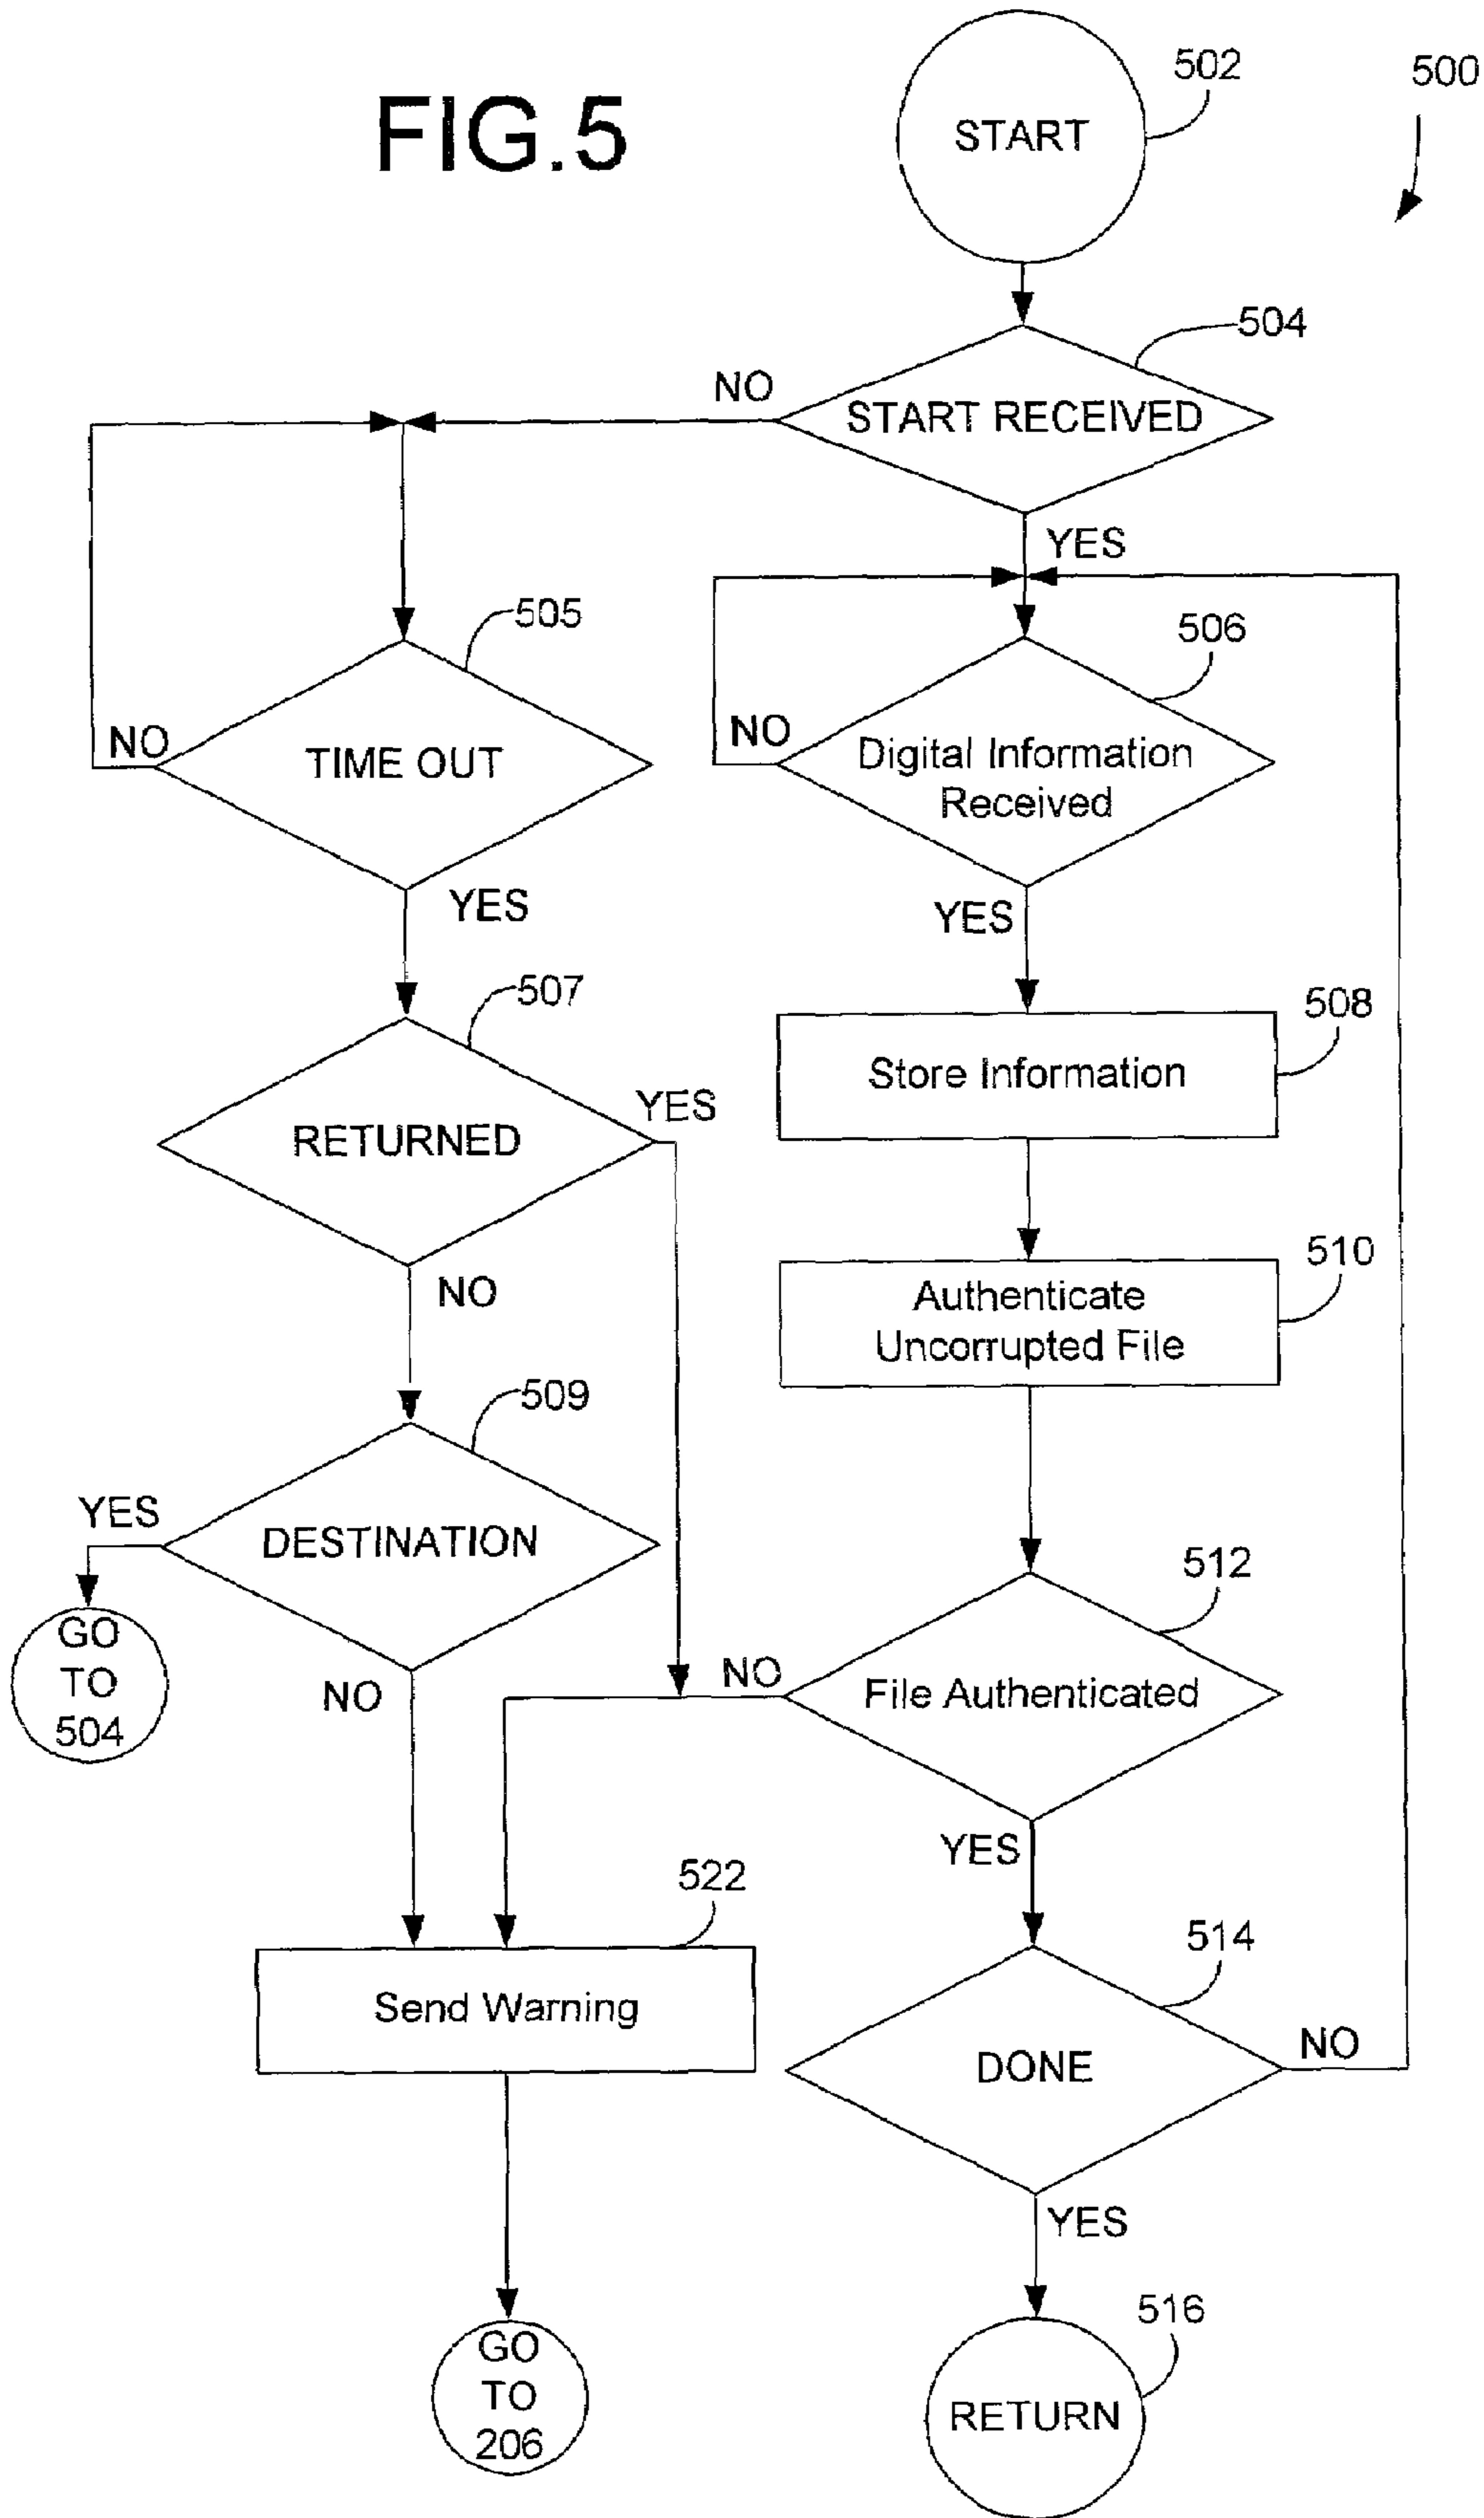 FIG.5
START
502
500
504
NO
START RECEIVED
YES
505
506
NO
TIME OUT
NO
Digital Information
Received
YES
YES
507
508
Store Information
YES
RETURNED
510
NO
Authenticate
Uncorrupted File
509
YES
DESTINATION
512
GO
TO
504
NO
NO
File Authenticated
YES
522
514
Send Warning
NO
DONE
YES
516
GO
TO
206
RETURN